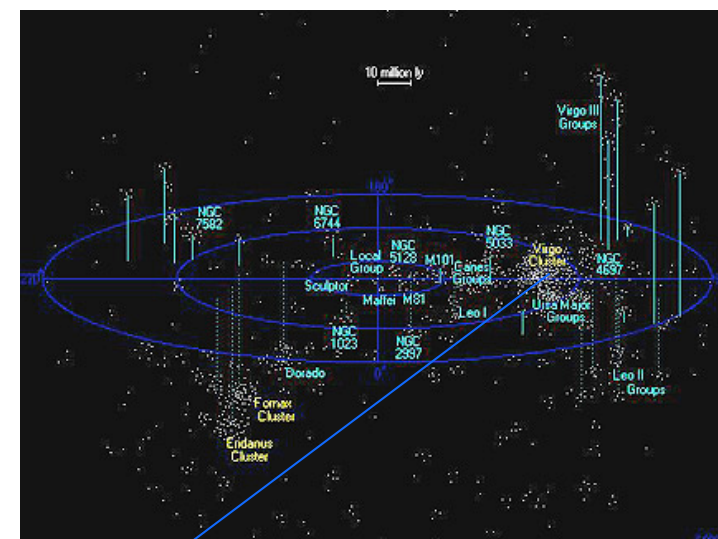 10 million ly
Virgo III
Groups
180°
NGC
7582
NGC
6744
NGC
5033
NGC
5128
Virgo
Cluster
Local
Group
M101
Canes
Groups
NGC
4697
270°
Sculptor
Maffei
M81
Ursa Major
Groups
Leo I
NGC
1023
NGC
2997
Dorado
0°
Leo II
Groups
Fornax
Cluster
Eridanus
Cluster